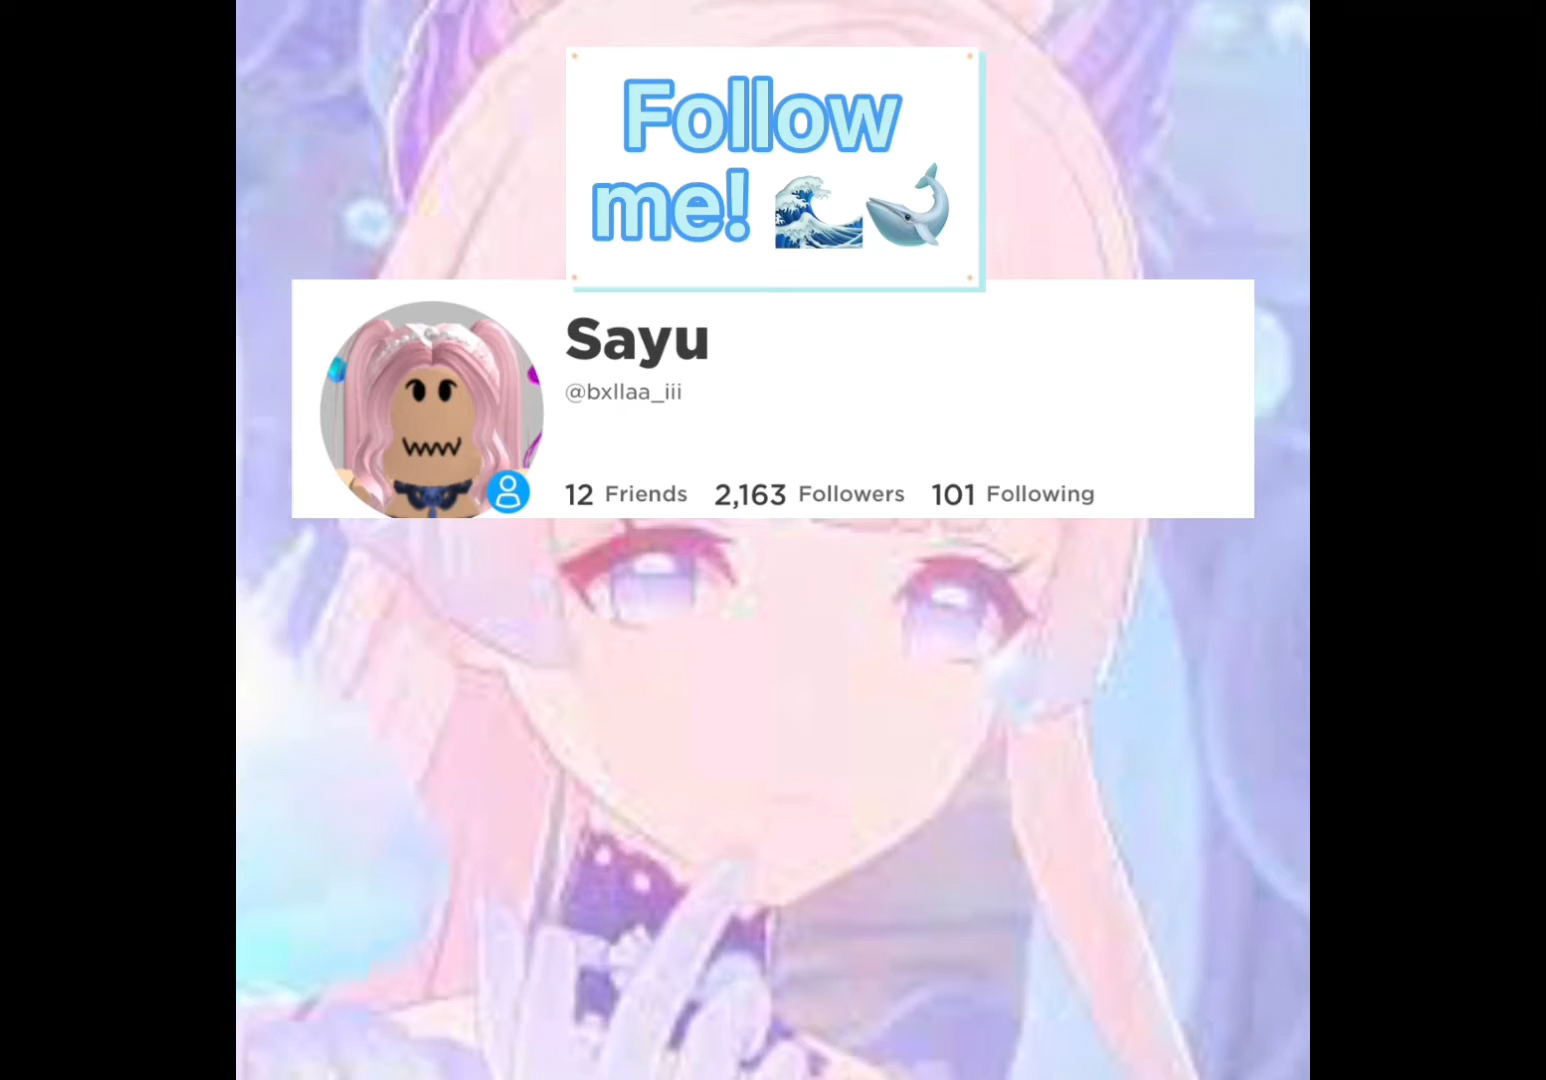 Follow
me! 🌊🐋
Sayu
@bxllaa_iii
12 Friends 2,163 Followers 101 Following